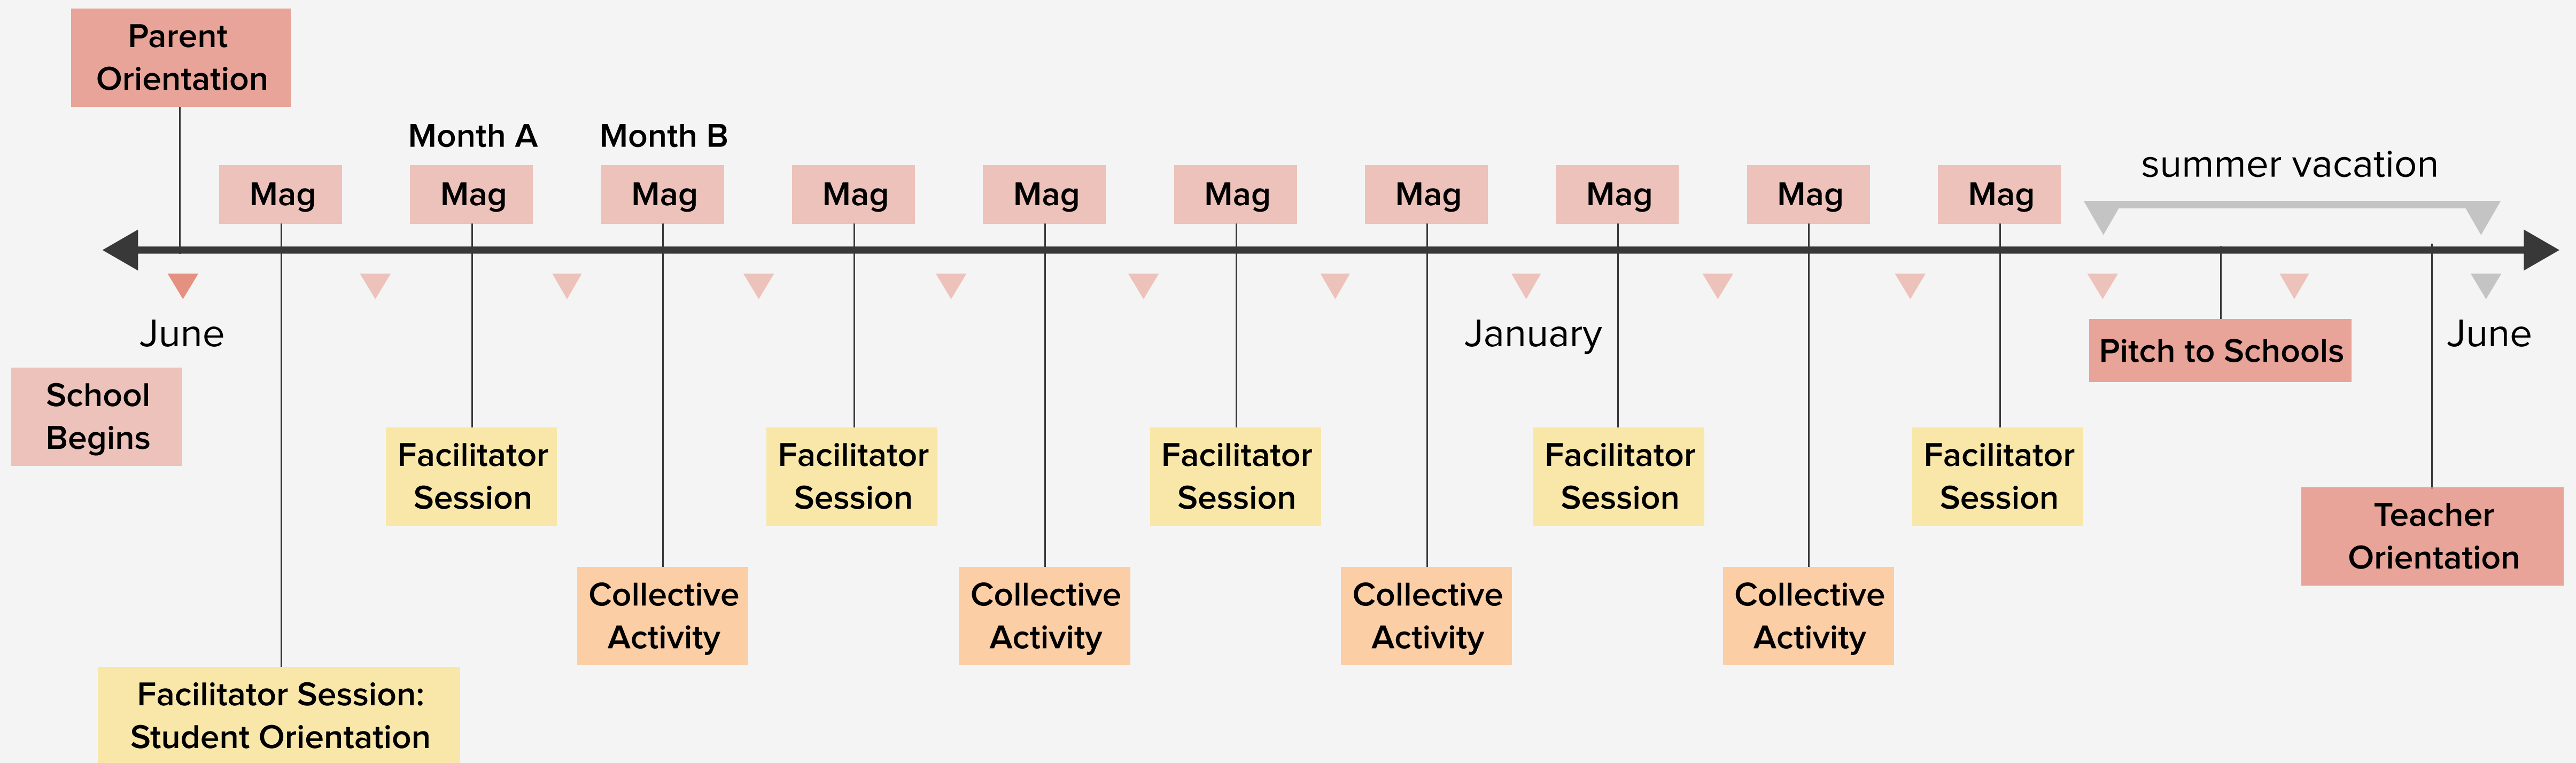 Parent
Orientation
Month A
Month B
summer vacation
Mag
Mag
Mag
Mag
Mag
Mag
Mag
Mag
Mag
Mag
June
January
June
Pitch to Schools
School
Begins
Facilitator
Session
Facilitator
Session
Facilitator
Session
Facilitator
Session
Facilitator
Session
Teacher
Orientation
Collective
Activity
Collective
Activity
Collective
Activity
Collective
Activity
Facilitator Session:
Student Orientation